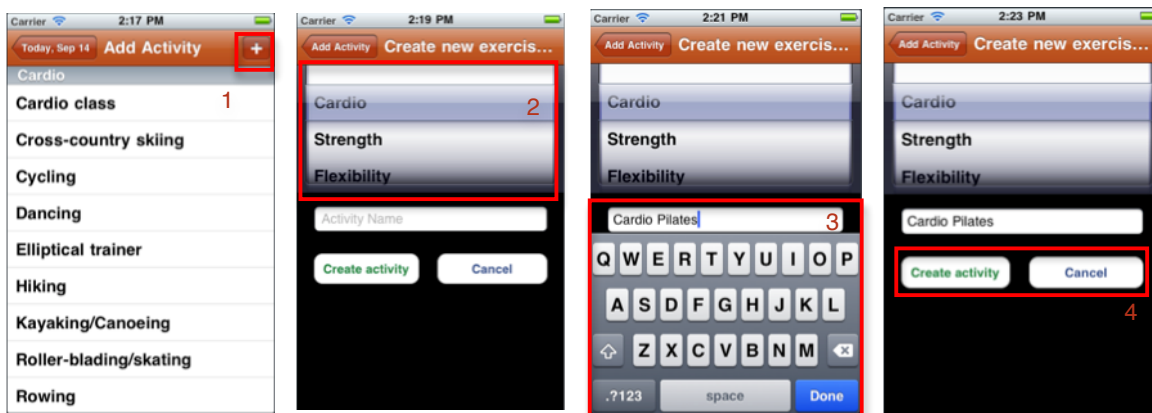 Carrier 2:17 PM
Today, Sep 14 Add Activity +
Cardio
Cardio class 1
Cross-country skiing
Cycling
Dancing
Elliptical trainer
Hiking
Kayaking/Canoeing
Roller-blading/skating
Rowing
Carrier 2:19 PM
Add Activity Create new exercis...
Cardio 2
Strength
Flexibility
Activity Name
Create activity Cancel
Carrier 2:21 PM
Add Activity Create new exercis...
Cardio
Strength
Flexibility
Cardio Pilates 3
Q W E R T Y U I O P
A S D F G H J K L
Z X C V B N M
.?123 space Done
Carrier 2:23 PM
Add Activity Create new exercis...
Cardio
Strength
Flexibility
Cardio Pilates
Create activity Cancel
4